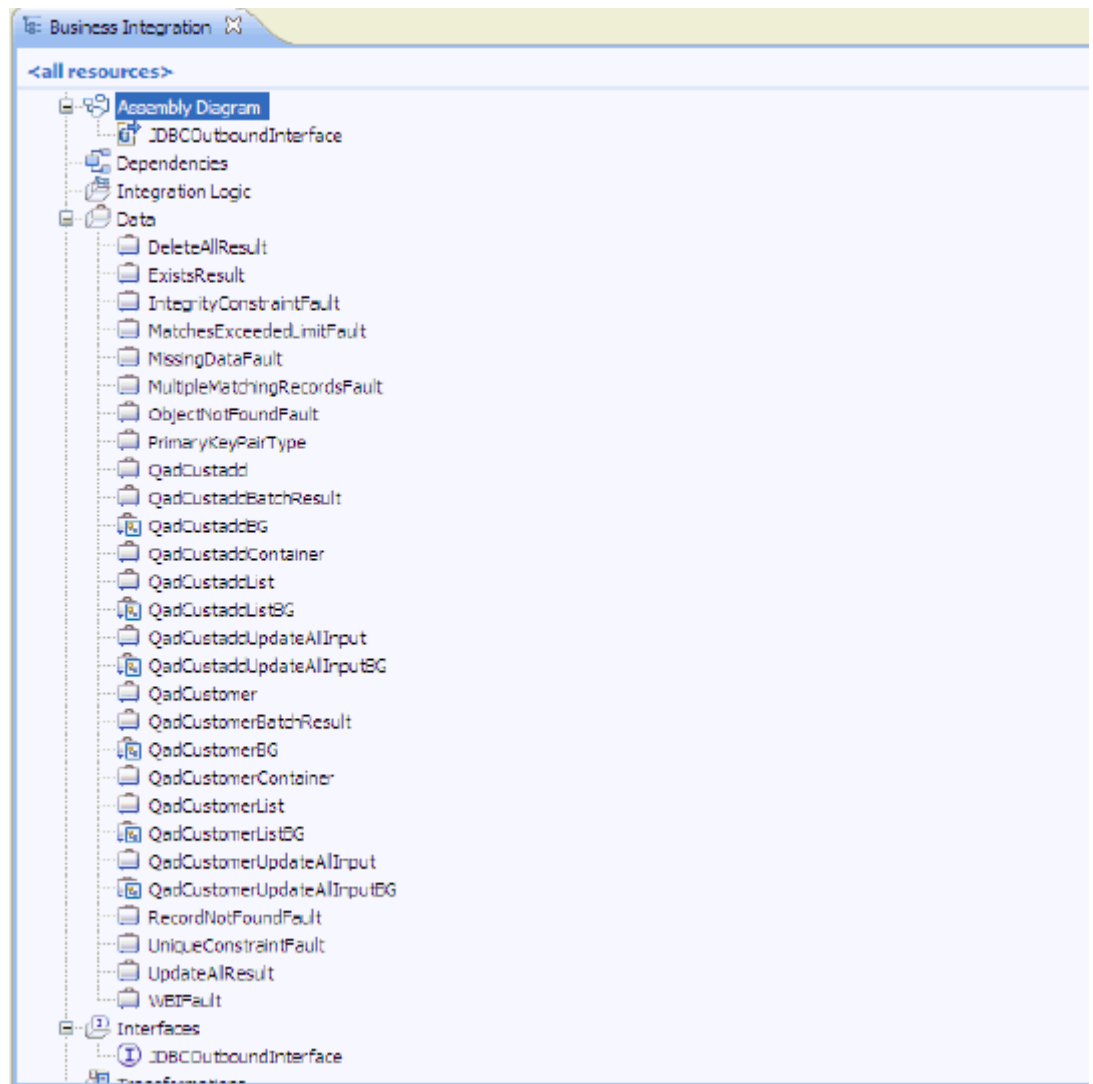 Business Integration
<all resources>
Assembly Diagram
JDBCOutboundInterface
Dependencies
Integration Logic
Data
DeleteAllResult
ExistsResult
IntegrityConstraintFault
MatchesExceededLimitFault
MissingDataFault
MultipleMatchingRecordsFault
ObjectNotFoundFault
PrimaryKeyPairType
QadCustadd
QadCustaddBatchResult
QadCustaddBG
QadCustaddContainer
QadCustaddList
QadCustaddListBG
QadCustaddUpdateAllInput
QadCustaddUpdateAllInputBG
QadCustomer
QadCustomerBatchResult
QadCustomerBG
QadCustomerContainer
QadCustomerList
QadCustomerListBG
QadCustomerUpdateAllInput
QadCustomerUpdateAllInputBG
RecordNotFoundFault
UniqueConstraintFault
UpdateAllResult
WBIFault
Interfaces
JDBCOutboundInterface
Transformations